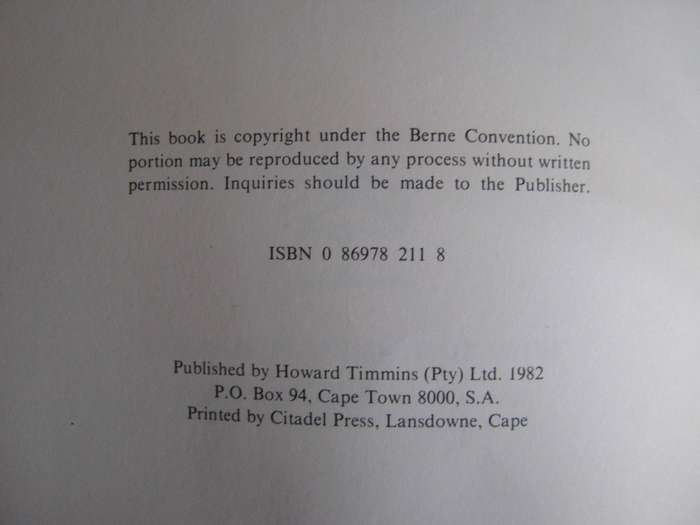 This book is copyright under the Berne Convention. No
portion may be reproduced by any process without written
permission. Inquiries should be made to the Publisher.
ISBN 0 86978 211 8
Published by Howard Timmins (Pty) Ltd. 1982
P.O. Box 94, Cape Town 8000, S.A.
Printed by Citadel Press, Lansdowne, Cape